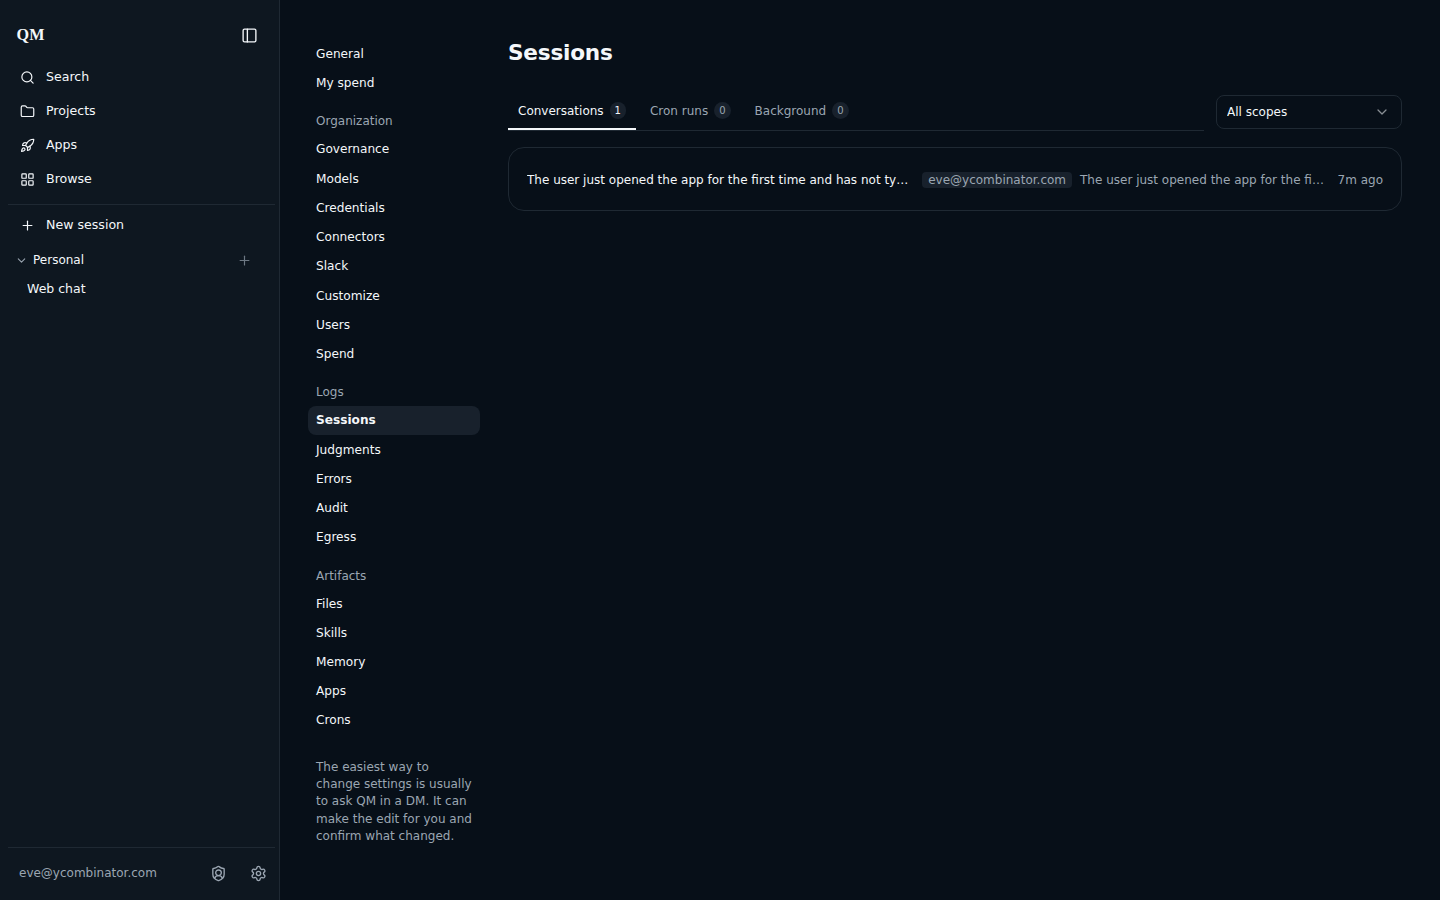 QM
Search
Projects
Apps
Browse
New session
Personal
Web chat
eve@ycombinator.com
General
My spend
Organization
Governance
Models
Credentials
Connectors
Slack
Customize
Users
Spend
Logs
Sessions
Judgments
Errors
Audit
Egress
Artifacts
Files
Skills
Memory
Apps
Crons
The easiest way to
change settings is usually
to ask QM in a DM. It can
make the edit for you and
confirm what changed.
Sessions
Conversations 1 Cron runs 0 Background 0 All scopes
The user just opened the app for the first time and has not ty... eve@ycombinator.com The user just opened the app for the fi... 7m ago